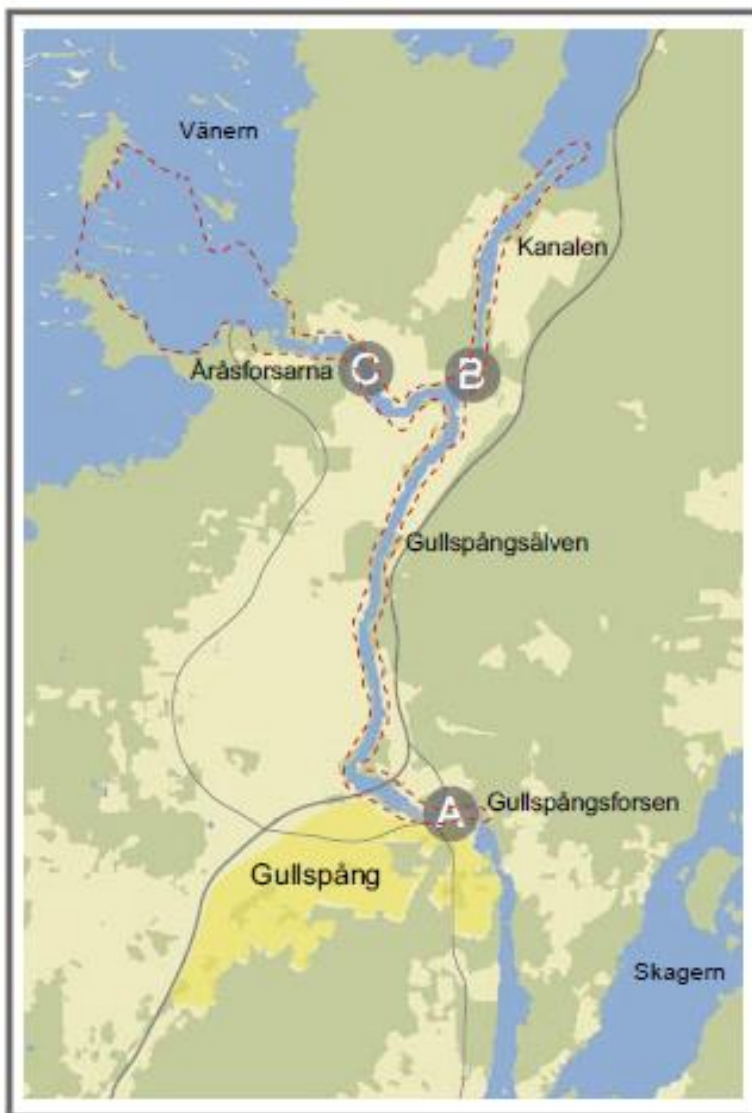 Vänern
Kanalen
Åråsforsarna
C
B
Gullspångsälven
A
Gullspångsforsen
Gullspång
Skagern